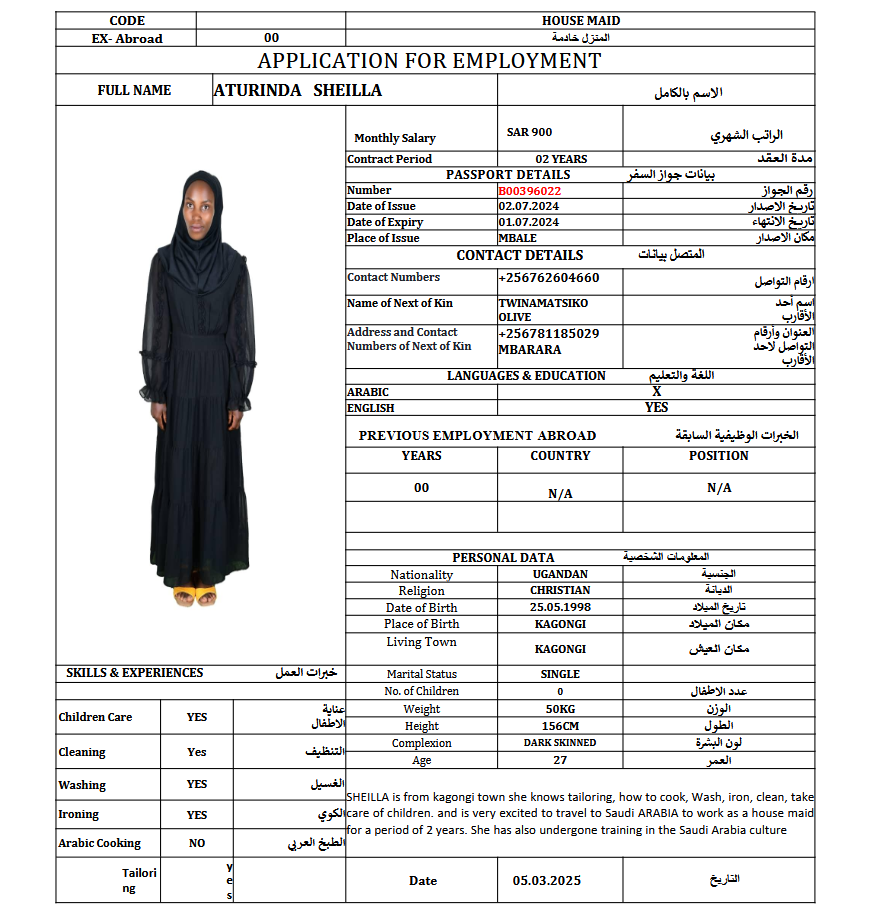 CODE HOUSE MAID
EX- Abroad 00 المنزل خادمة
APPLICATION FOR EMPLOYMENT
FULL NAME ATURINDA SHEILLA الاسم بالكامل
Monthly Salary SAR 900 الراتب الشهري
Contract Period 02 YEARS مدة العقد
PASSPORT DETAILS بيانات جواز السفر
Number B00396022 رقم الجواز
Date of Issue 02.07.2024 تاريخ الاصدار
Date of Expiry 01.07.2024 تاريخ الانتهاء
Place of Issue MBALE مكان الاصدار
CONTACT DETAILS المتصل بيانات
Contact Numbers +256762604660 ارقام التواصل
Name of Next of Kin TWINAMATSIKO اسم أحد
OLIVE الأقارب
Address and Contact +256781185029 العنوان وأرقام
Numbers of Next of Kin MBARARA التواصل لاحد
الأقارب
LANGUAGES & EDUCATION اللغة والتعليم
ARABIC X
ENGLISH YES
PREVIOUS EMPLOYMENT ABROAD الخبرات الوظيفية السابقة
YEARS COUNTRY POSITION
00 N/A N/A
PERSONAL DATA المعلومات الشخصية
Nationality UGANDAN الجنسية
Religion CHRISTIAN الديانة
Date of Birth 25.05.1998 تاريخ الميلاد
Place of Birth KAGONGI مكان الميلاد
Living Town KAGONGI مكان العيش
Marital Status SINGLE
No. of Children 0 عدد الاطفال
Weight 50KG الوزن
Height 156CM الطول
Complexion DARK SKINNED لون البشرة
Age 27 العمر
SKILLS & EXPERIENCES خبرات العمل
Children Care YES عناية
الاطفال
Cleaning Yes التنظيف
Washing YES الغسيل
Ironing YES الكوي
Arabic Cooking NO الطبخ العربي
Tailori y
ng e
s
SHEILLA is from kagongi town she knows tailoring, how to cook, Wash, iron, clean, take
care of children. and is very excited to travel to Saudi ARABIA to work as a house maid
for a period of 2 years. She has also undergone training in the Saudi Arabia culture
Date 05.03.2025 التاريخ